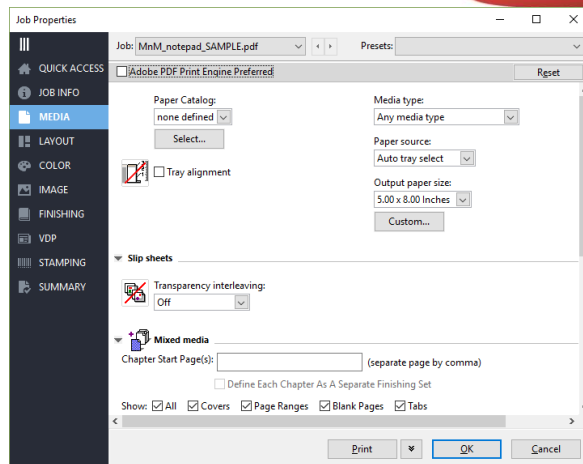 Job Properties
Job: MnM_notepad_SAMPLE.pdf Presets:
QUICK ACCESS
JOB INFO
MEDIA
LAYOUT
COLOR
IMAGE
FINISHING
VDP
STAMPING
SUMMARY
Adobe PDF Print Engine Preferred Reset
Paper Catalog: Media type:
none defined Any media type
Select... Paper source:
Tray alignment Auto tray select
Output paper size:
5.00 x 8.00 Inches
Custom...
Slip sheets
Transparency interleaving:
Off
Mixed media
Chapter Start Page(s): (separate page by comma)
Define Each Chapter As A Separate Finishing Set
Show: All Covers Page Ranges Blank Pages Tabs
Print OK Cancel